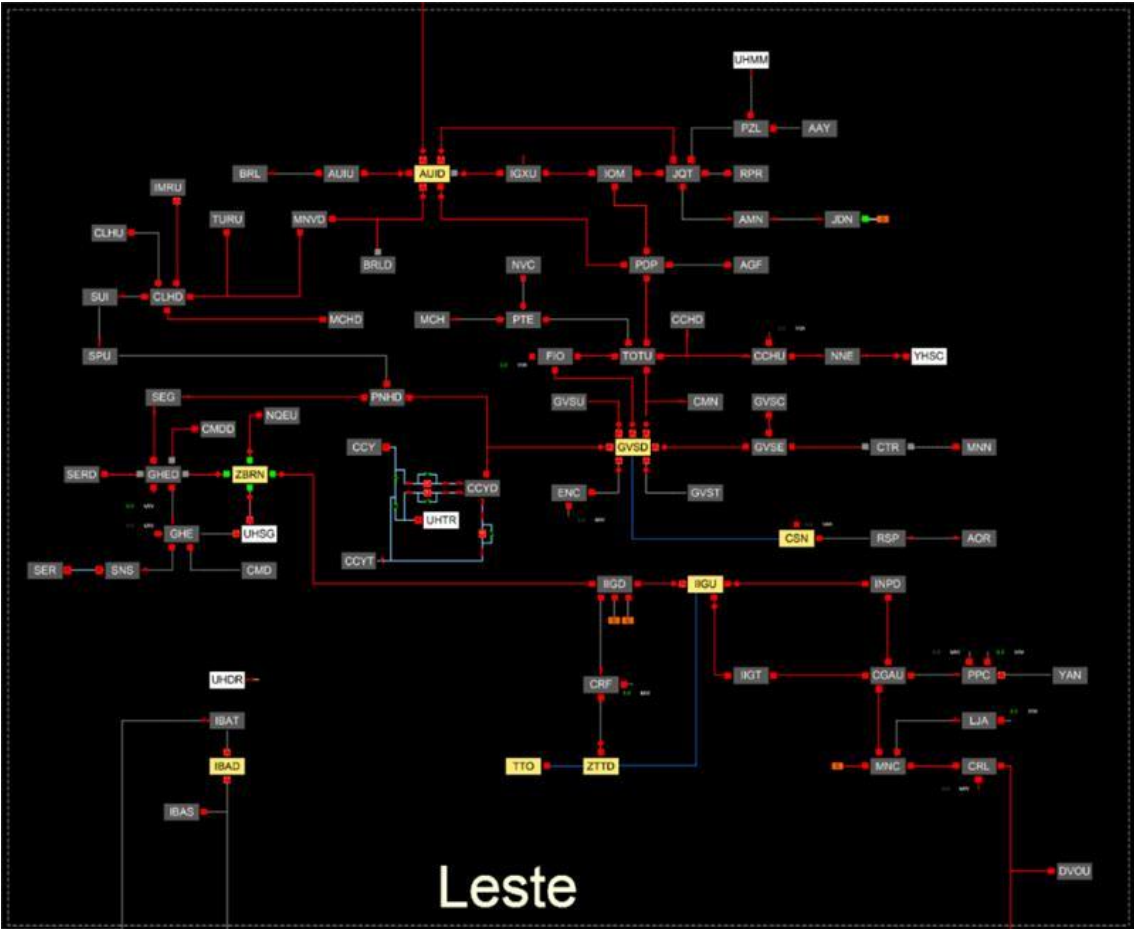 UHMM
PZL AAY
BRL AUIU AUID IGXU IOM JQT RPR
IMRU
CLHU TURU MNVD AMN JDN
BRLD NVC PDP AGF
SUI CLHD
MCHD MCH PTE CCHD
SPU FIO TOTU CCHU NNE YHSC
SEG PNHD GVSU CMN GVSC
NQEU
CMDD
CCY GVSD GVSE CTR MNN
SERD GHED ZBRN
CCYD ENC GVST
UHTR
GHE UHSG CSN RSP AOR
CCYT
SER SNS CMD
IIGD IIGU INPD
UHDR CRF IIGT CGAU PPC YAN
IBAT LJA
IBAD TTO ZTTD MNC CRL
IBAS
DVOU
Leste